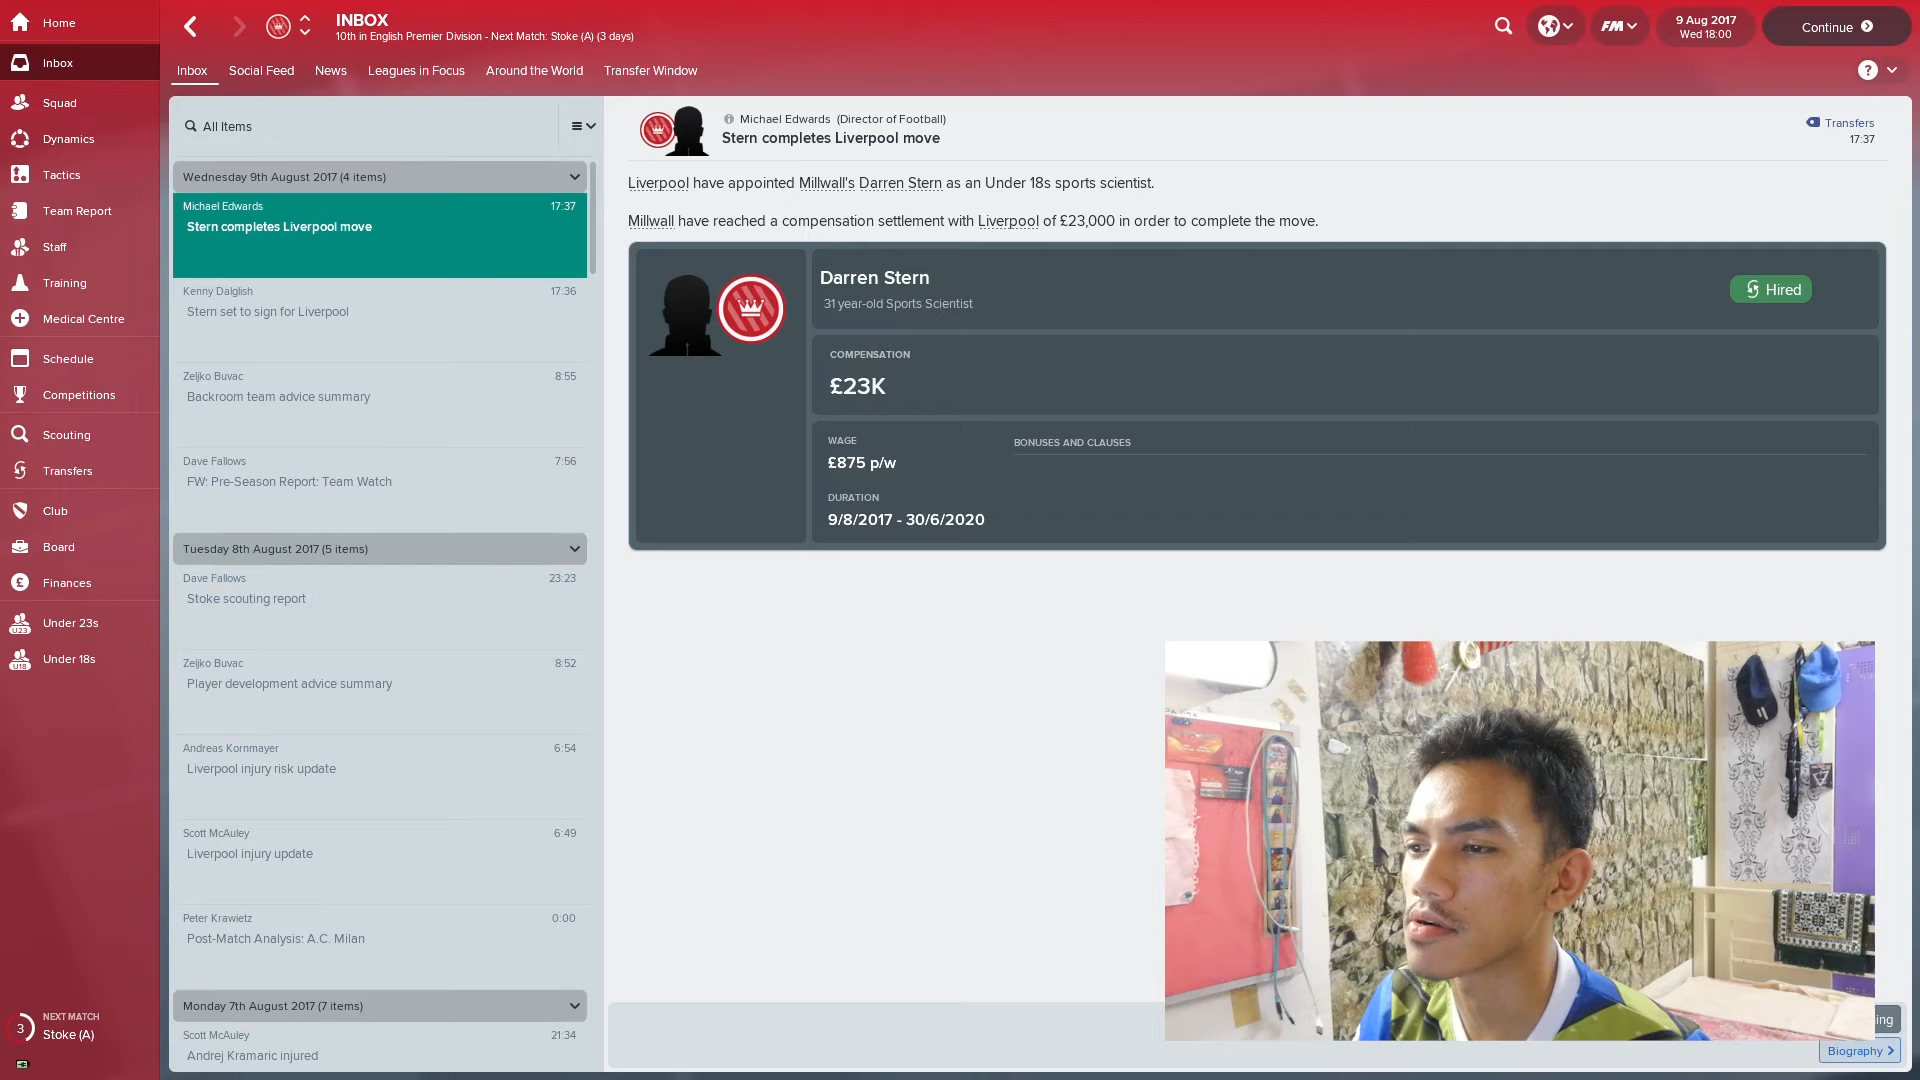 Home
Inbox
Squad
Dynamics
Tactics
Team Report
Staff
Training
Medical Centre
Schedule
Competitions
Scouting
Transfers
Club
Board
Finances
U23
Under 23s
U18
Under 18s
NEXT MATCH
3
Stoke (A)
INBOX
10th in English Premier Division - Next Match: Stoke (A) (3 days)
FM
9 Aug 2017
Wed 18:00
Continue
Inbox
Social Feed
News
Leagues in Focus
Around the World
Transfer Window
?
All Items
Wednesday 9th August 2017 (4 items)
Michael Edwards 17:37
Stern completes Liverpool move
Kenny Dalglish 17:36
Stern set to sign for Liverpool
Zeljko Buvac 8:55
Backroom team advice summary
Dave Fallows 7:56
FW: Pre-Season Report: Team Watch
Tuesday 8th August 2017 (5 items)
Dave Fallows 23:23
Stoke scouting report
Zeljko Buvac 8:52
Player development advice summary
Andreas Kornmayer 6:54
Liverpool injury risk update
Scott McAuley 6:49
Liverpool injury update
Peter Krawietz 0:00
Post-Match Analysis: A.C. Milan
Monday 7th August 2017 (7 items)
Scott McAuley 21:34
Andrej Kramaric injured
Michael Edwards (Director of Football)
Stern completes Liverpool move
Transfers
17:37
Liverpool have appointed Millwall's Darren Stern as an Under 18s sports scientist.
Millwall have reached a compensation settlement with Liverpool of £23,000 in order to complete the move.
Darren Stern
31 year-old Sports Scientist
Hired
COMPENSATION
£23K
WAGE
£875 p/w
BONUSES AND CLAUSES
DURATION
9/8/2017 - 30/6/2020
ing
Biography